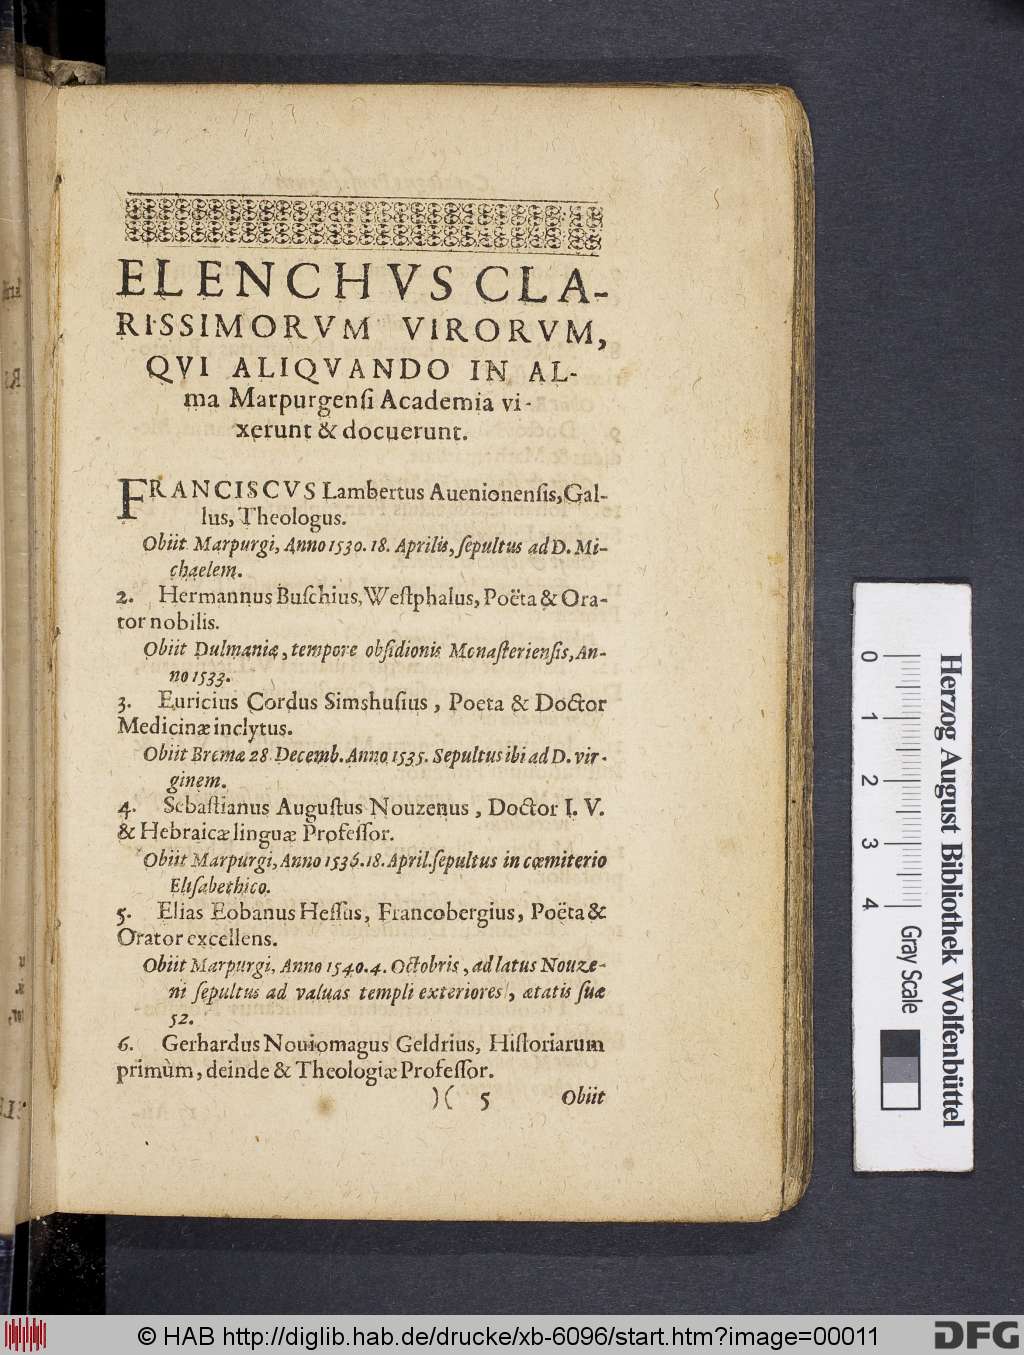 ELENCHVS CLA-
RISSIMORVM VIRORVM,
QVI ALIQVANDO IN AL-
ma Marpurgenſi Academia vi-
xerunt & docuerunt.
FRANCISCVS Lambertus Auenionenſis, Gal-
lus, Theologus.
Obiit Marpurgi, Anno 1530. 18. Aprilis, ſepultus ad D. Mi-
chaelem.
2. Hermannus Buſchius, Weſtphalus, Poëta & Ora-
tor nobilis.
Obiit Dulmaniæ, tempore obſidionis Monaſterienſis, An-
no 1533.
3. Euricius Cordus Simshuſius, Poeta & Doctor
Medicinæ inclytus.
Obiit Bremæ 28. Decemb. Anno 1535. Sepultus ibi ad D. vir-
ginem.
4. Sebaſtianus Auguſtus Nouzenus, Doctor I. V.
& Hebraicæ linguæ Profeſſor.
Obiit Marpurgi, Anno 1536. 18. April. ſepultus in cœmiterio
Eliſabethico.
5. Elias Eobanus Heſſus, Francobergius, Poëta &
Orator excellens.
Obiit Marpurgi, Anno 1540. 4. Octobris, ad latus Nouze-
ni ſepultus ad valuas templi exteriores, ætatis ſuæ
52.
6. Gerhardus Nouiomagus Geldrius, Hiſtoriarum
primùm, deinde & Theologiæ Profeſſor.
)( 5 Obiit
0 1 2 3 4 Gray Scale
Herzog August Bibliothek Wolfenbüttel
© HAB http://diglib.hab.de/drucke/xb-6096/start.htm?image=00011
DFG